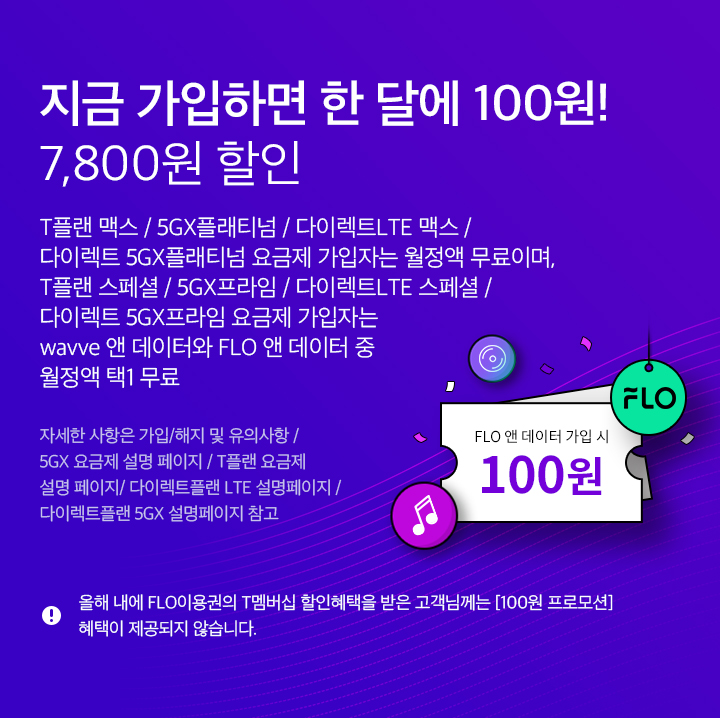 지금 가입하면 한 달에 100원!
7,800원 할인
T플랜 맥스 / 5GX플래티넘 / 다이렉트LTE 맥스 /
다이렉트 5GX플래티넘 요금제 가입자는 월정액 무료이며,
T플랜 스페셜 / 5GX프라임 / 다이렉트LTE 스페셜 /
다이렉트 5GX프라임 요금제 가입자는
wavve 앤 데이터와 FLO 앤 데이터 중
월정액 택1 무료
FLO
FLO 앤 데이터 가입 시
100원
자세한 사항은 가입/해지 및 유의사항 /
5GX 요금제 설명 페이지 / T플랜 요금제
설명 페이지/ 다이렉트플랜 LTE 설명페이지 /
다이렉트플랜 5GX 설명페이지 참고
올해 내에 FLO이용권의 T멤버십 할인혜택을 받은 고객님께는 [100원 프로모션]
혜택이 제공되지 않습니다.